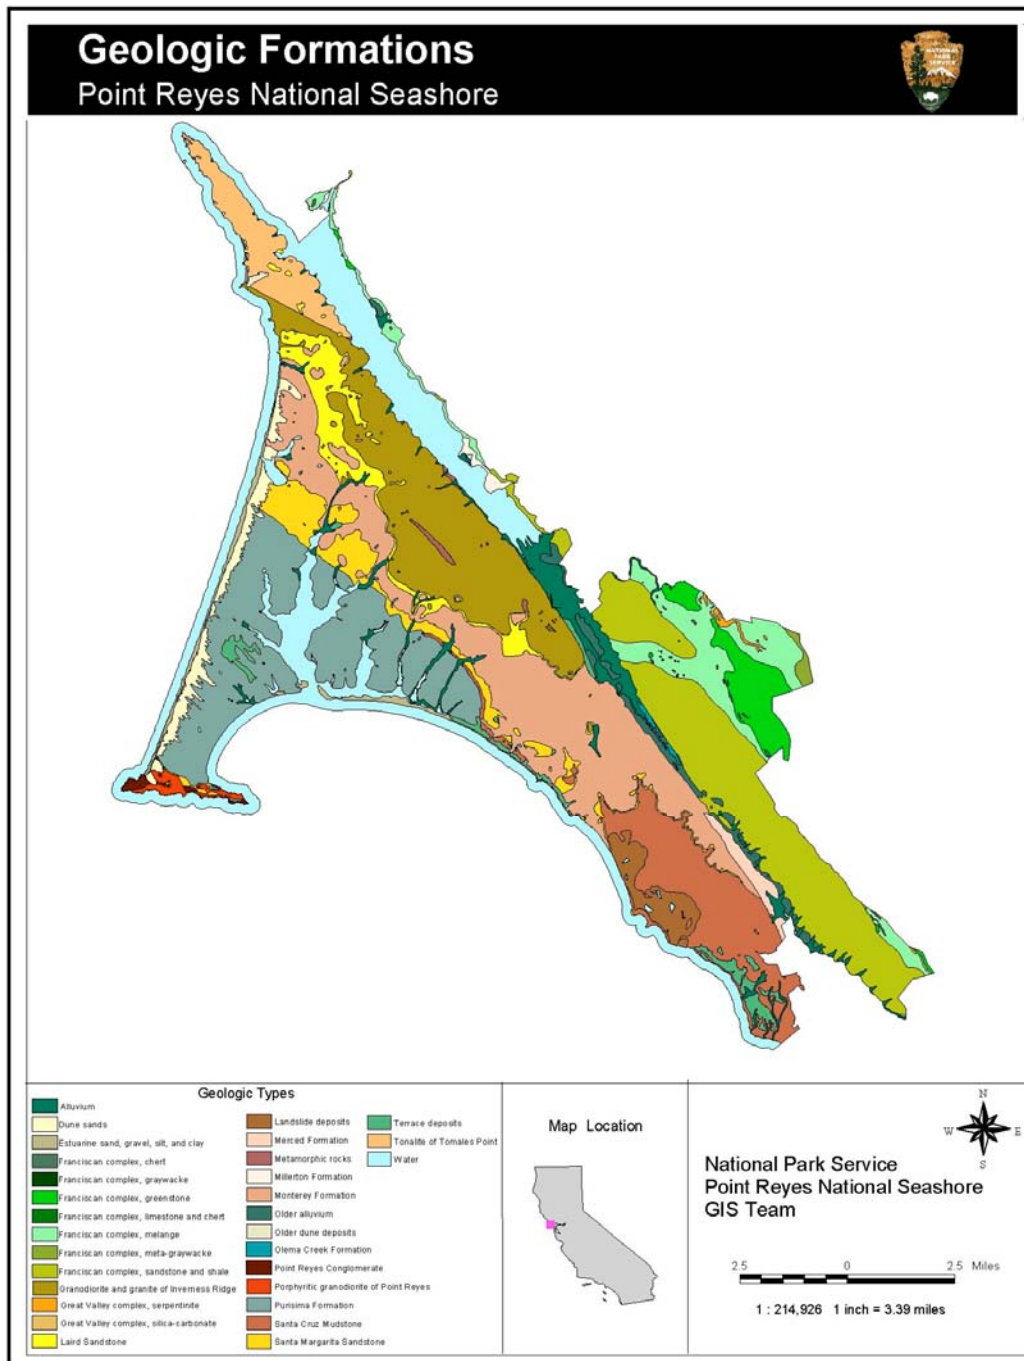 Geologic Formations
Point Reyes National Seashore
NATIONAL
PARK
SERVICE
Geologic Types
Alluvium
Dune sands
Estuarine sand, gravel, silt, and clay
Franciscan complex, chert
Franciscan complex, graywacke
Franciscan complex, greenstone
Franciscan complex, limestone and chert
Franciscan complex, melange
Franciscan complex, meta-graywacke
Franciscan complex, sandstone and shale
Granodiorite and granite of Inverness Ridge
Great Valley complex, serpentinite
Great Valley complex, silica-carbonate
Laird Sandstone
Landslide deposits
Merced Formation
Metamorphic rocks
Millerton Formation
Monterey Formation
Older alluvium
Older dune deposits
Olema Creek Formation
Point Reyes Conglomerate
Porphyritic granodiorite of Point Reyes
Purisima Formation
Santa Cruz Mudstone
Santa Margarita Sandstone
Terrace deposits
Tonalite of Tomales Point
Water
Map Location
N
W E
S
National Park Service
Point Reyes National Seashore
GIS Team
2.5 0 2.5 Miles
1 : 214,926 1 inch = 3.39 miles